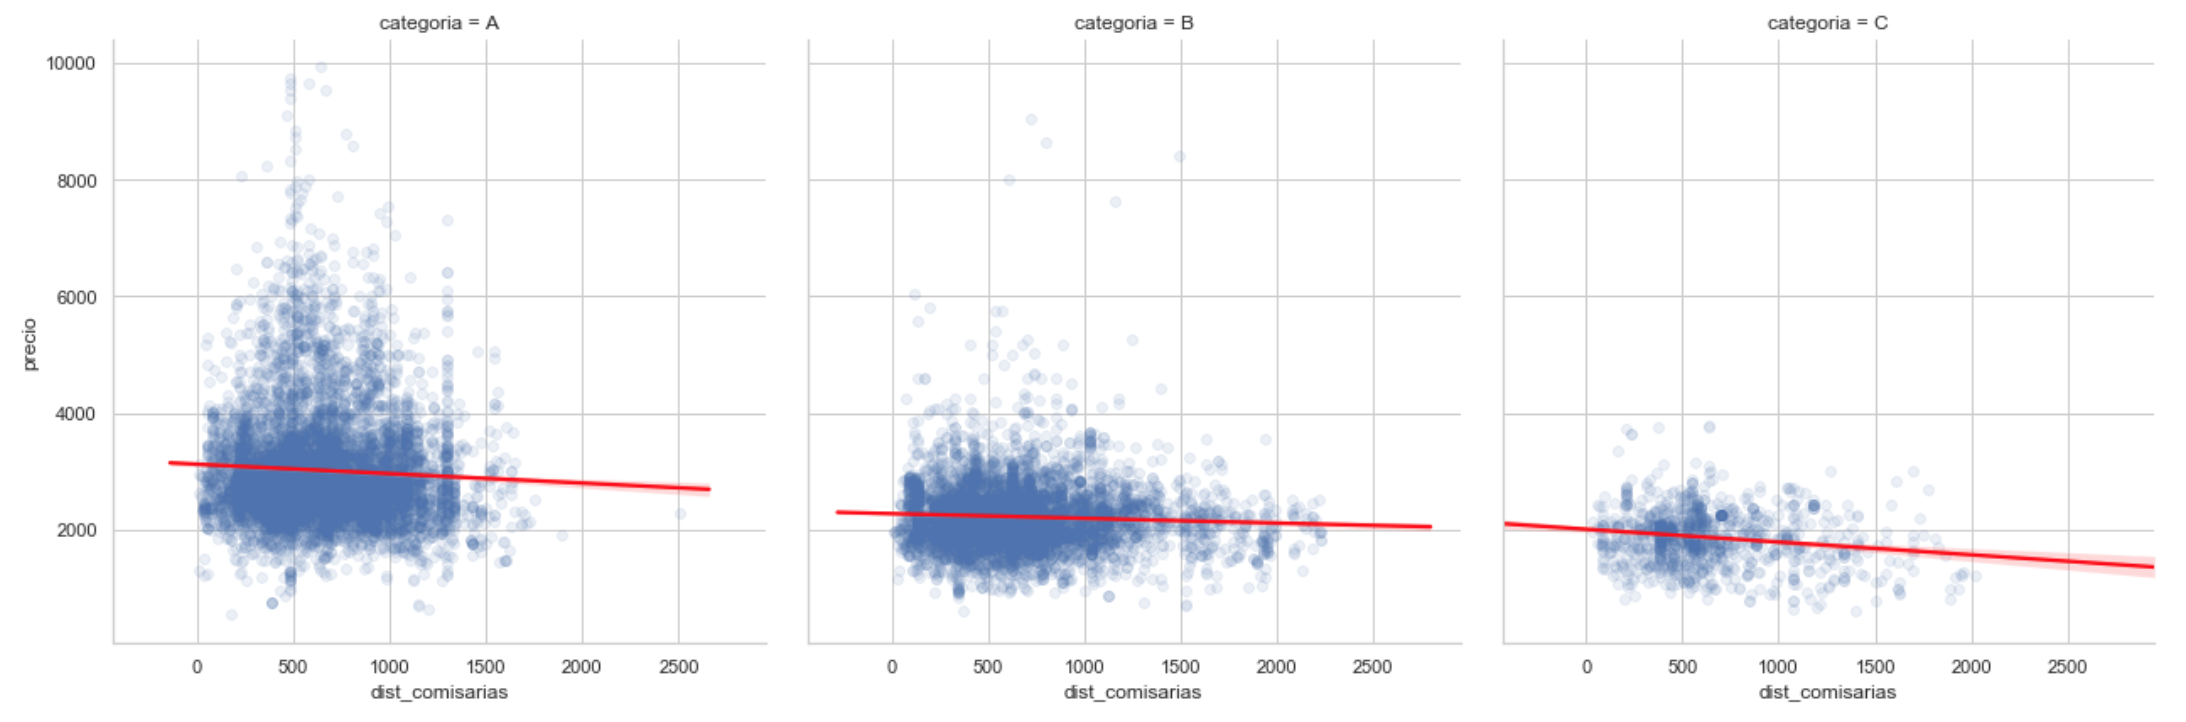 categoria = A
categoria = B
categoria = C
precio
10000
8000
6000
4000
2000
0 500 1000 1500 2000 2500
0 500 1000 1500 2000 2500
0 500 1000 1500 2000 2500
dist_comisarias
dist_comisarias
dist_comisarias